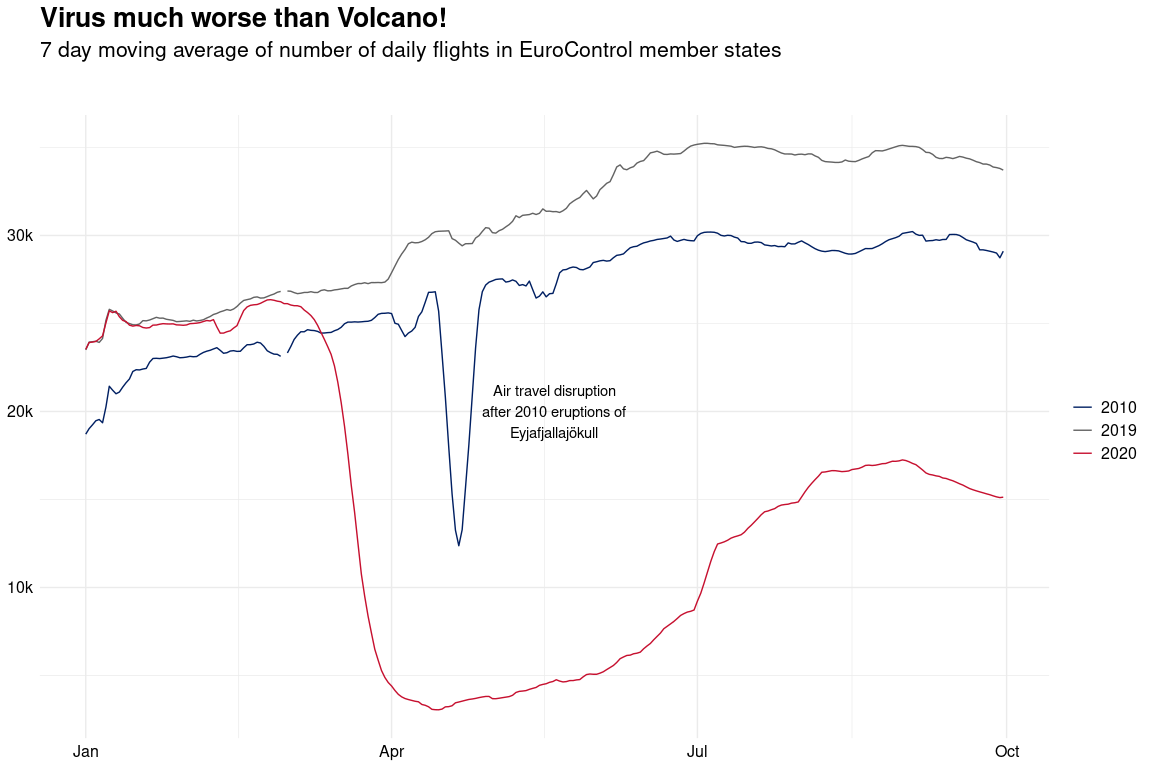 Virus much worse than Volcano!
7 day moving average of number of daily flights in EuroControl member states
30k
20k
10k
Air travel disruption
after 2010 eruptions of
Eyjafjallajökull
2010
2019
2020
Jan
Apr
Jul
Oct